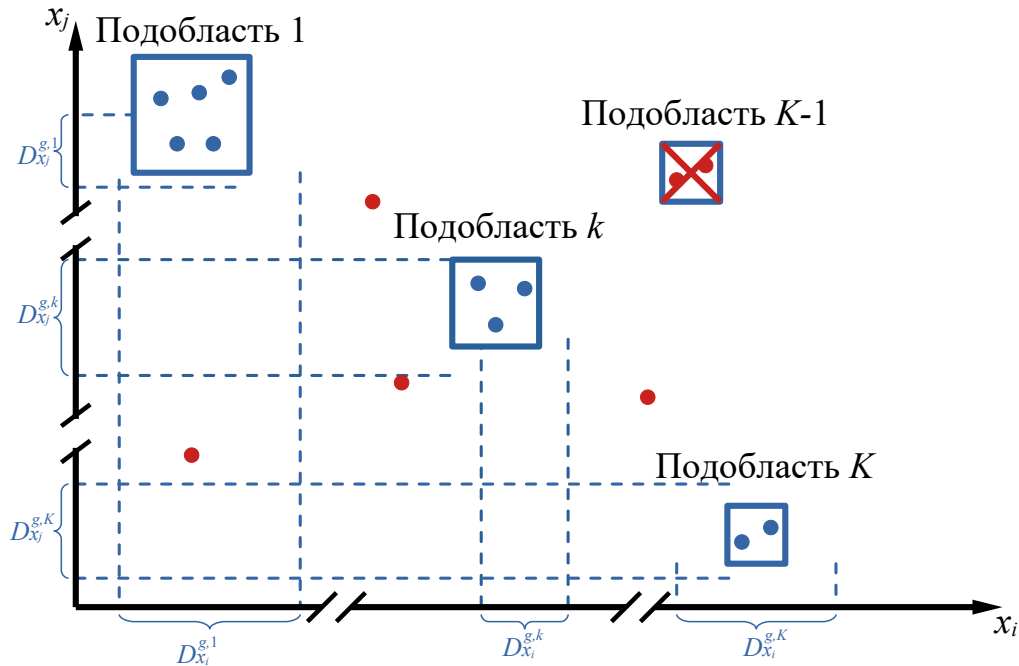 x_j
Подобласть 1
Подобласть K-1
D_{x_j}^{g,1}
Подобласть k
D_{x_j}^{g,k}
Подобласть K
D_{x_j}^{g,K}
x_i
D_{x_i}^{g,1}
D_{x_i}^{g,k}
D_{x_i}^{g,K}